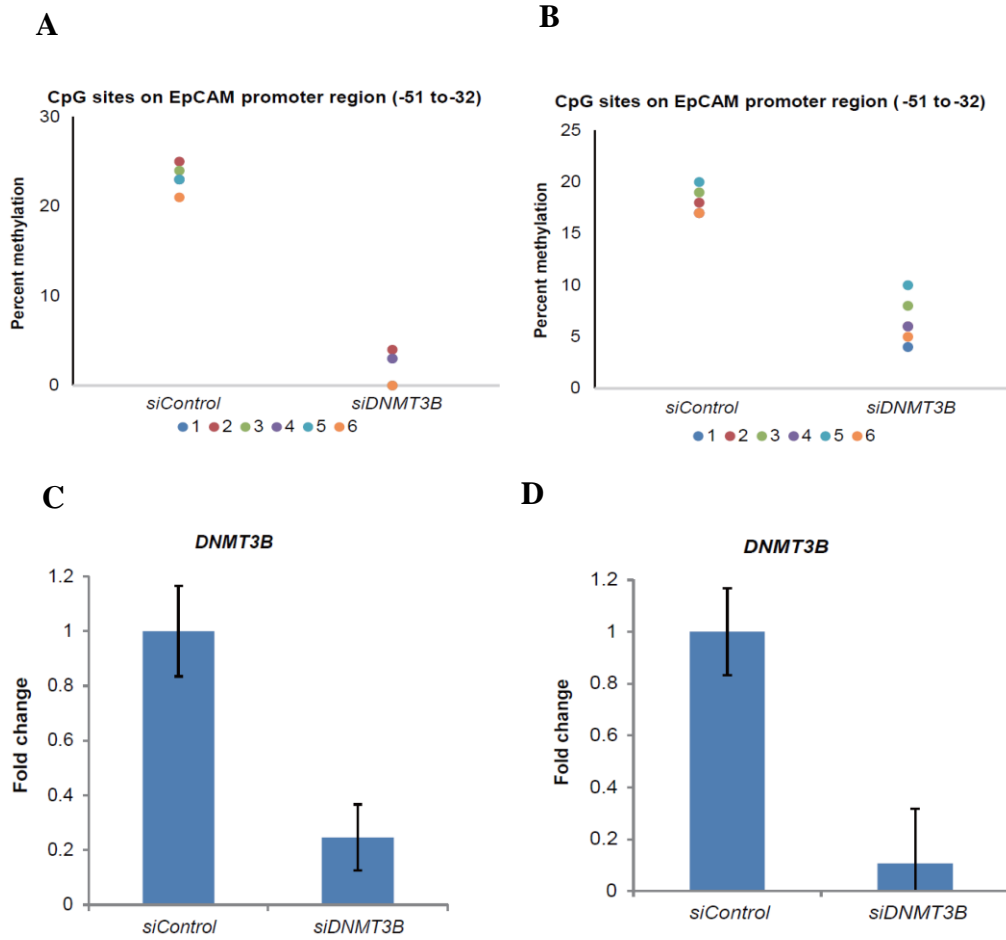 A
CpG sites on EpCAM promoter region (-51 to-32)
Percent methylation
30
20
10
0
siControl
siDNMT3B
1 2 3 4 5 6
B
CpG sites on EpCAM promoter region (-51 to-32)
Percent methylation
25
20
15
10
5
0
siControl
siDNMT3B
1 2 3 4 5 6
C
DNMT3B
Fold change
1.2
1
0.8
0.6
0.4
0.2
0
siControl
siDNMT3B
D
DNMT3B
Fold change
1.2
1
0.8
0.6
0.4
0.2
0
siControl
siDNMT3B